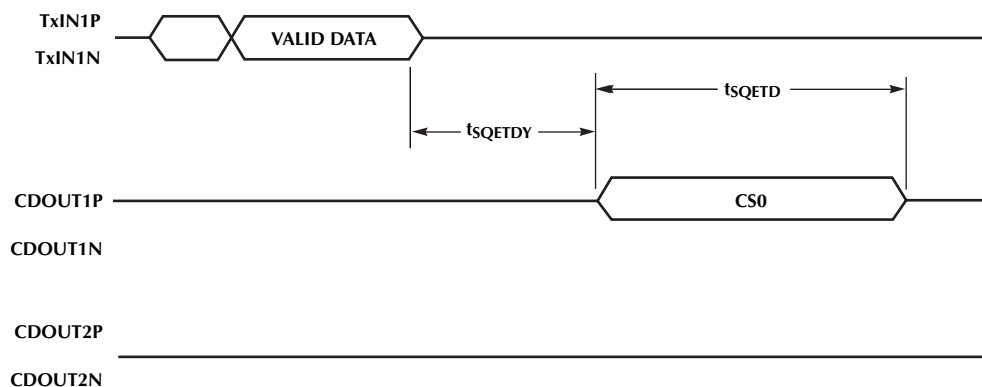 TxIN1P
TxIN1N
VALID DATA
tSQETD
tSQETDY
CDOUT1P
CS0
CDOUT1N
CDOUT2P
CDOUT2N